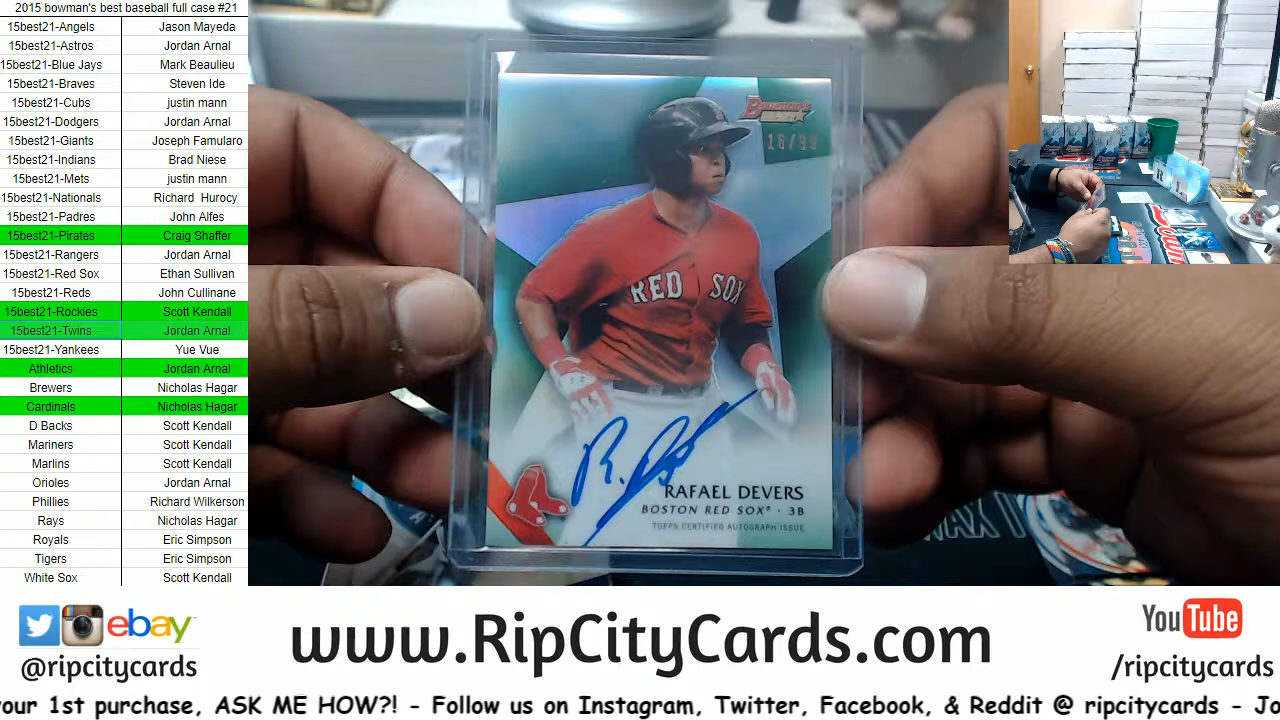 2015 bowman's best baseball full case #21
15best21-Angels Jason Mayeda
15best21-Astros Jordan Arnal
15best21-Blue Jays Mark Beaulieu
15best21-Braves Steven Ide
15best21-Cubs justin mann
15best21-Dodgers Jordan Arnal
15best21-Giants Joseph Famularo
15best21-Indians Brad Niese
15best21-Mets justin mann
15best21-Nationals Richard Hurocy
15best21-Padres John Alfes
15best21-Pirates Craig Shaffer
15best21-Rangers Jordan Arnal
15best21-Red Sox Ethan Sullivan
15best21-Reds John Cullinane
15best21-Rockies Scott Kendall
15best21-Twins Jordan Arnal
15best21-Yankees Yue Vue
Athletics Jordan Arnal
Brewers Nicholas Hagar
Cardinals Nicholas Hagar
D Backs Scott Kendall
Mariners Scott Kendall
Marlins Scott Kendall
Orioles Jordan Arnal
Phillies Richard Wilkerson
Rays Nicholas Hagar
Royals Eric Simpson
Tigers Eric Simpson
White Sox Scott Kendall
16/99
RED SOX
RAFAEL DEVERS
BOSTON RED SOX® · 3B
TOPPS CERTIFIED AUTOGRAPH ISSUE
ebay
@ripcitycards
www.RipCityCards.com
YouTube
/ripcitycards
our 1st purchase, ASK ME HOW?! - Follow us on Instagram, Twitter, Facebook, & Reddit @ ripcitycards - Jo